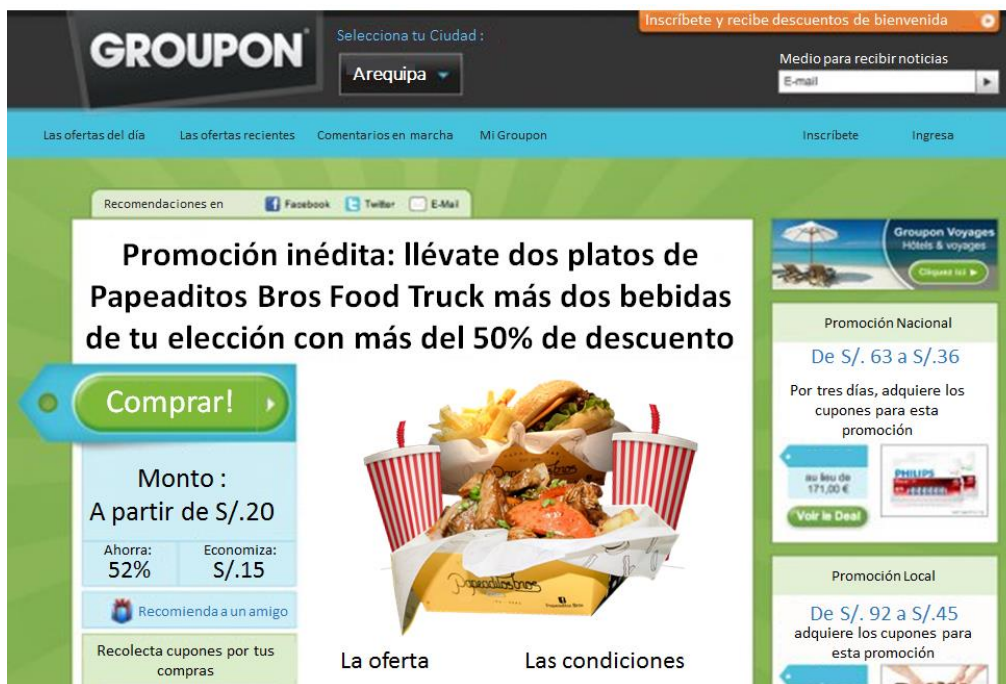 Inscríbete y recibe descuentos de bienvenida
GROUPON
Selecciona tu Ciudad :
Arequipa
Medio para recibir noticias
E-mail
Las ofertas del día
Las ofertas recientes
Comentarios en marcha
Mi Groupon
Inscríbete
Ingresa
Recomendaciones en
Facebook
Twitter
E-Mail
Promoción inédita: llévate dos platos de
Papeaditos Bros Food Truck más dos bebidas
de tu elección con más del 50% de descuento
Comprar!
Monto :
A partir de S/.20
Ahorra:
52%
Economiza:
S/.15
Recomienda a un amigo
Recolecta cupones por tus
compras
Papeaditos Bros
Papeaditosbros
Papeaditos Bros
La oferta
Las condiciones
Groupon Voyages
Hôtels & voyages
Cliquez ici
Promoción Nacional
De S/. 63 a S/.36
Por tres días, adquiere los
cupones para esta
promoción
au lieu de
171,00 €
Voir le Deal
PHILIPS
Promoción Local
De S/. 92 a S/.45
adquiere los cupones para
esta promoción